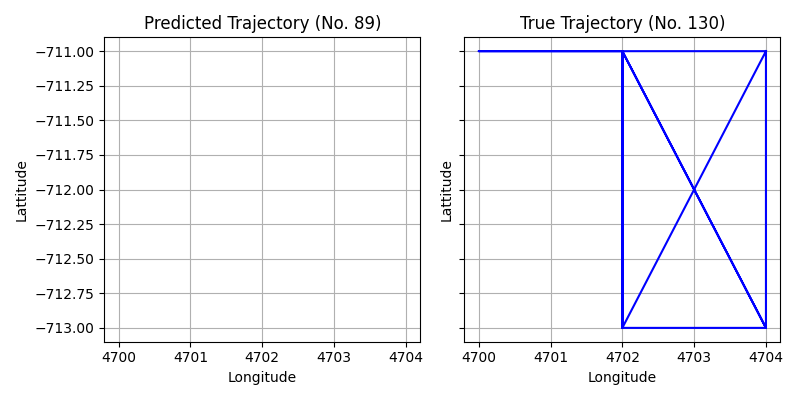 Predicted Trajectory (No. 89)
True Trajectory (No. 130)
−711.00
−711.25
−711.50
−711.75
−712.00
−712.25
−712.50
−712.75
−713.00
Lattitude
Lattitude
4700 4701 4702 4703 4704
4700 4701 4702 4703 4704
Longitude
Longitude